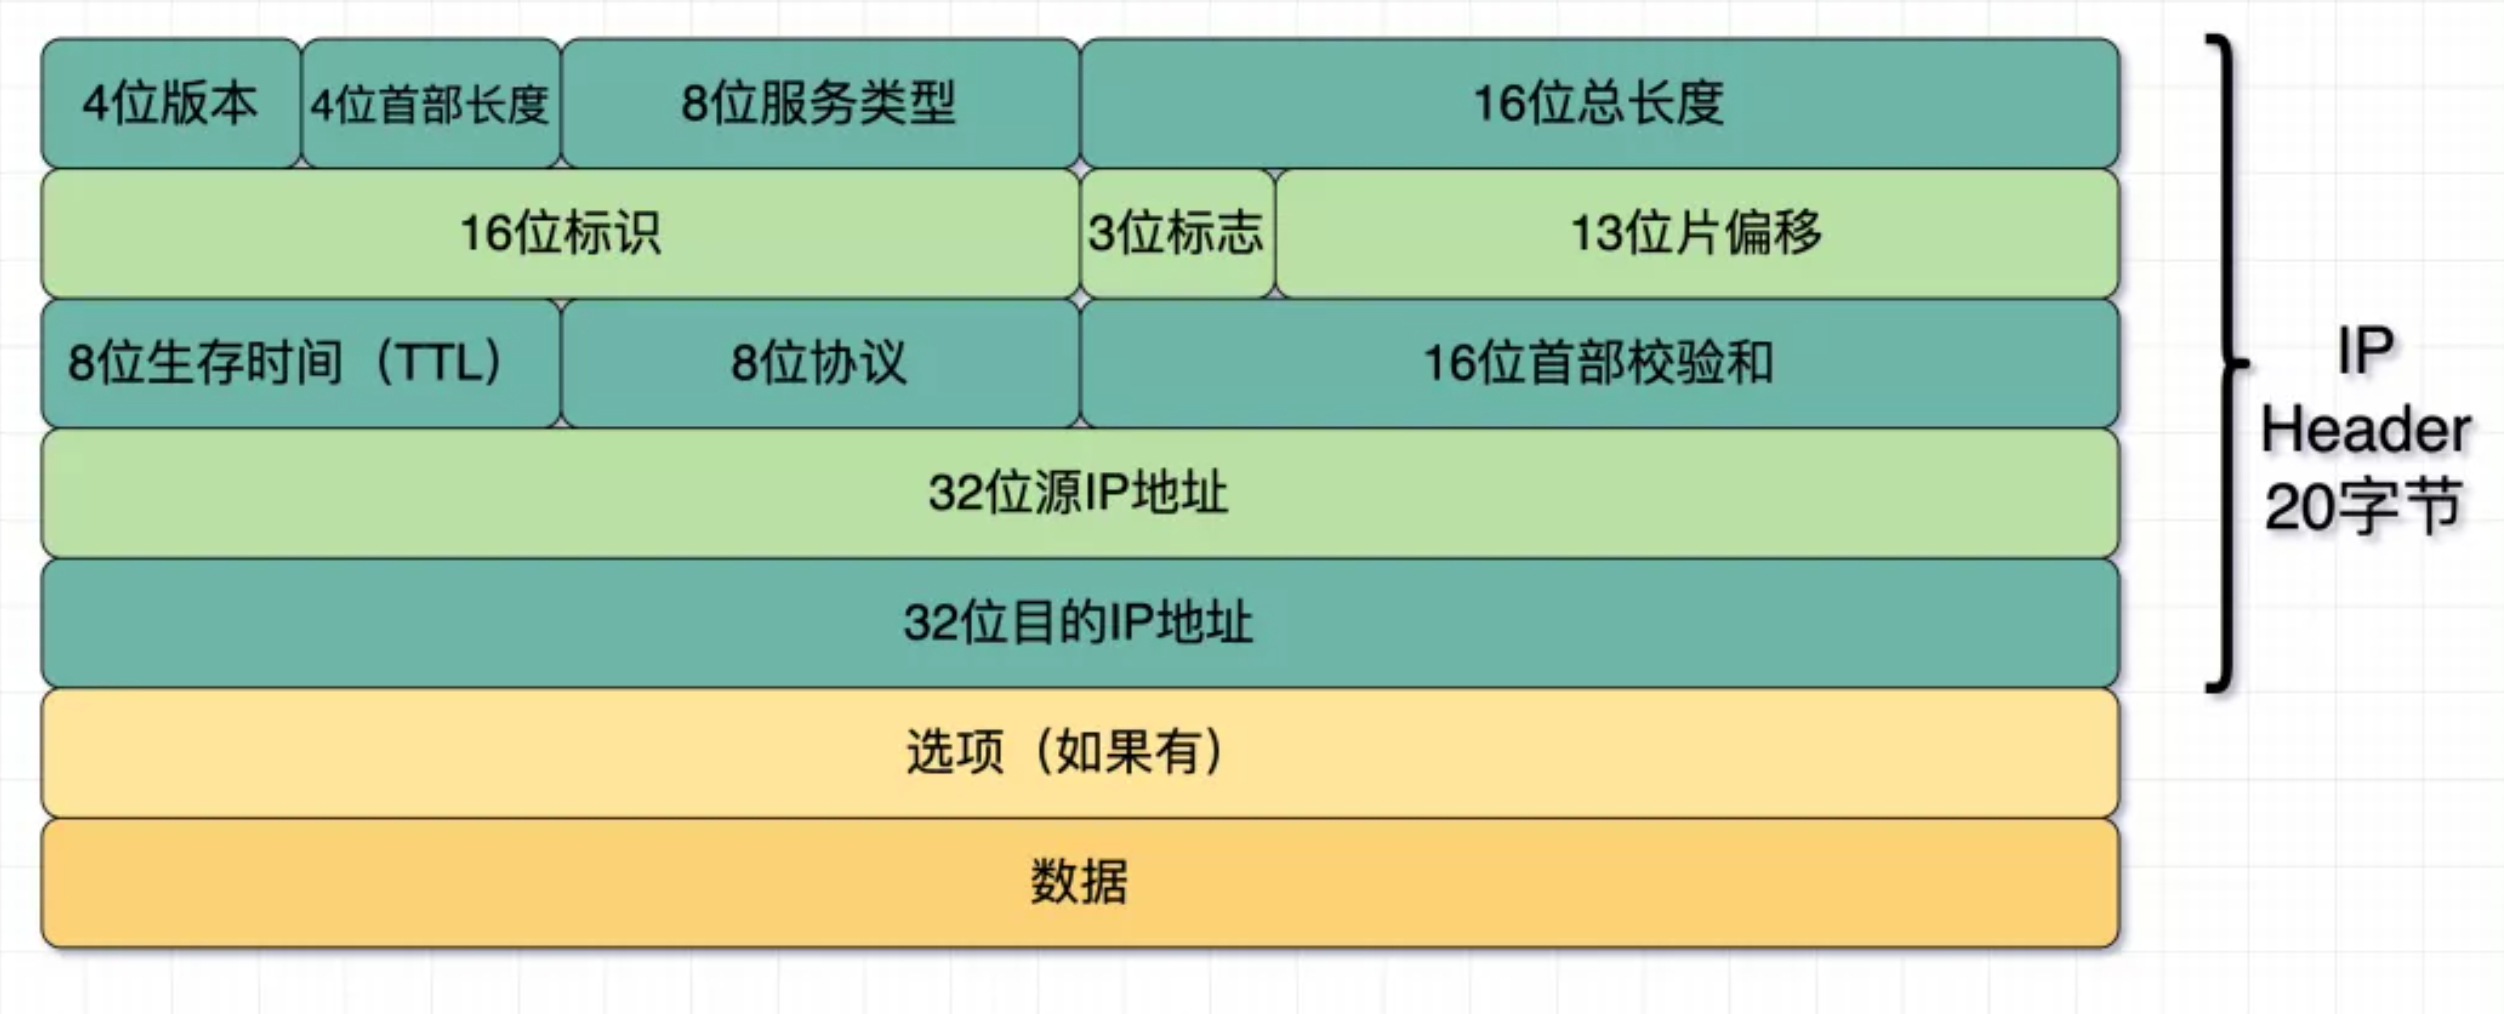 4位版本
4位首部长度
8位服务类型
16位总长度
16位标识
3位标志
13位片偏移
8位生存时间（TTL）
8位协议
16位首部校验和
32位源IP地址
32位目的IP地址
选项（如果有）
数据
IP
Header
20字节